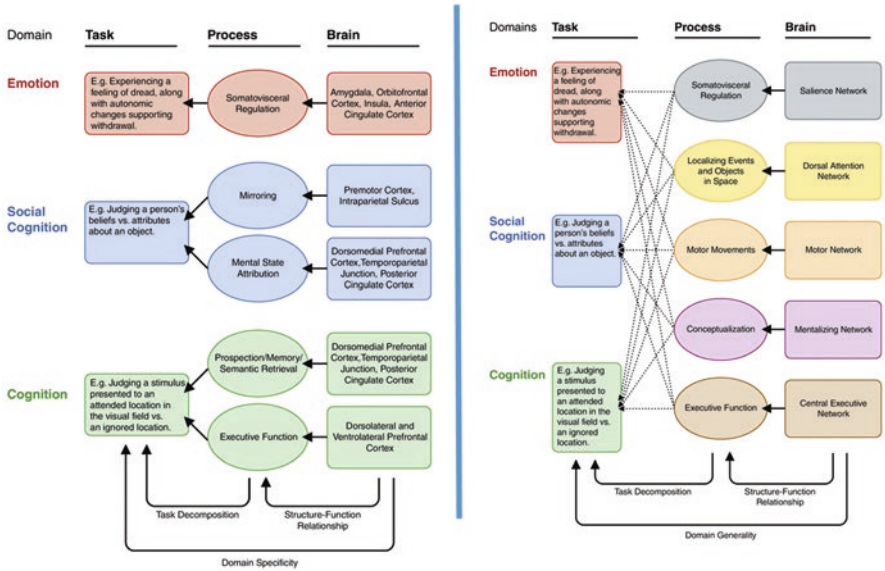 Domain Task Process Brain
Emotion
E.g. Experiencing a
feeling of dread, along
with autonomic
changes supporting
withdrawal.
Somatovisceral
Regulation
Amygdala, Orbitofrontal
Cortex, Insula, Anterior
Cingulate Cortex
Social
Cognition
E.g. Judging a person's
beliefs vs. attributes
about an object.
Mirroring
Premotor Cortex,
Intraparietal Sulcus
Mental State
Attribution
Dorsomedial Prefrontal
Cortex,Temporoparietal
Junction, Posterior
Cingulate Cortex
Cognition
E.g. Judging a stimulus
presented to an
attended location in
the visual field vs.
an ignored location.
Prospection/Memory/
Semantic Retrieval
Dorsomedial Prefrontal
Cortex,Temporoparietal
Junction, Posterior
Cingulate Cortex
Executive Function
Dorsolateral and
Ventrolateral Prefrontal
Cortex
Task Decomposition
Structure-Function
Relationship
Domain Specificity
Domains Task Process Brain
Emotion
E.g. Experiencing
a feeling of
dread, along
with autonomic
changes
supporting
withdrawal.
Somatovisceral
Regulation
Salience Network
Localizing Events
and Objects
in Space
Dorsal Attention
Network
Social
Cognition
E.g. Judging a
person's beliefs
vs. attributes
about an object.
Motor Movements
Motor Network
Conceptualization
Mentalizing Network
Cognition
E.g. Judging
a stimulus
presented to
an attended
location in the
visual field vs.
an ignored
location.
Executive Function
Central Executive
Network
Task Decomposition
Structure-Function
Relationship
Domain Generality